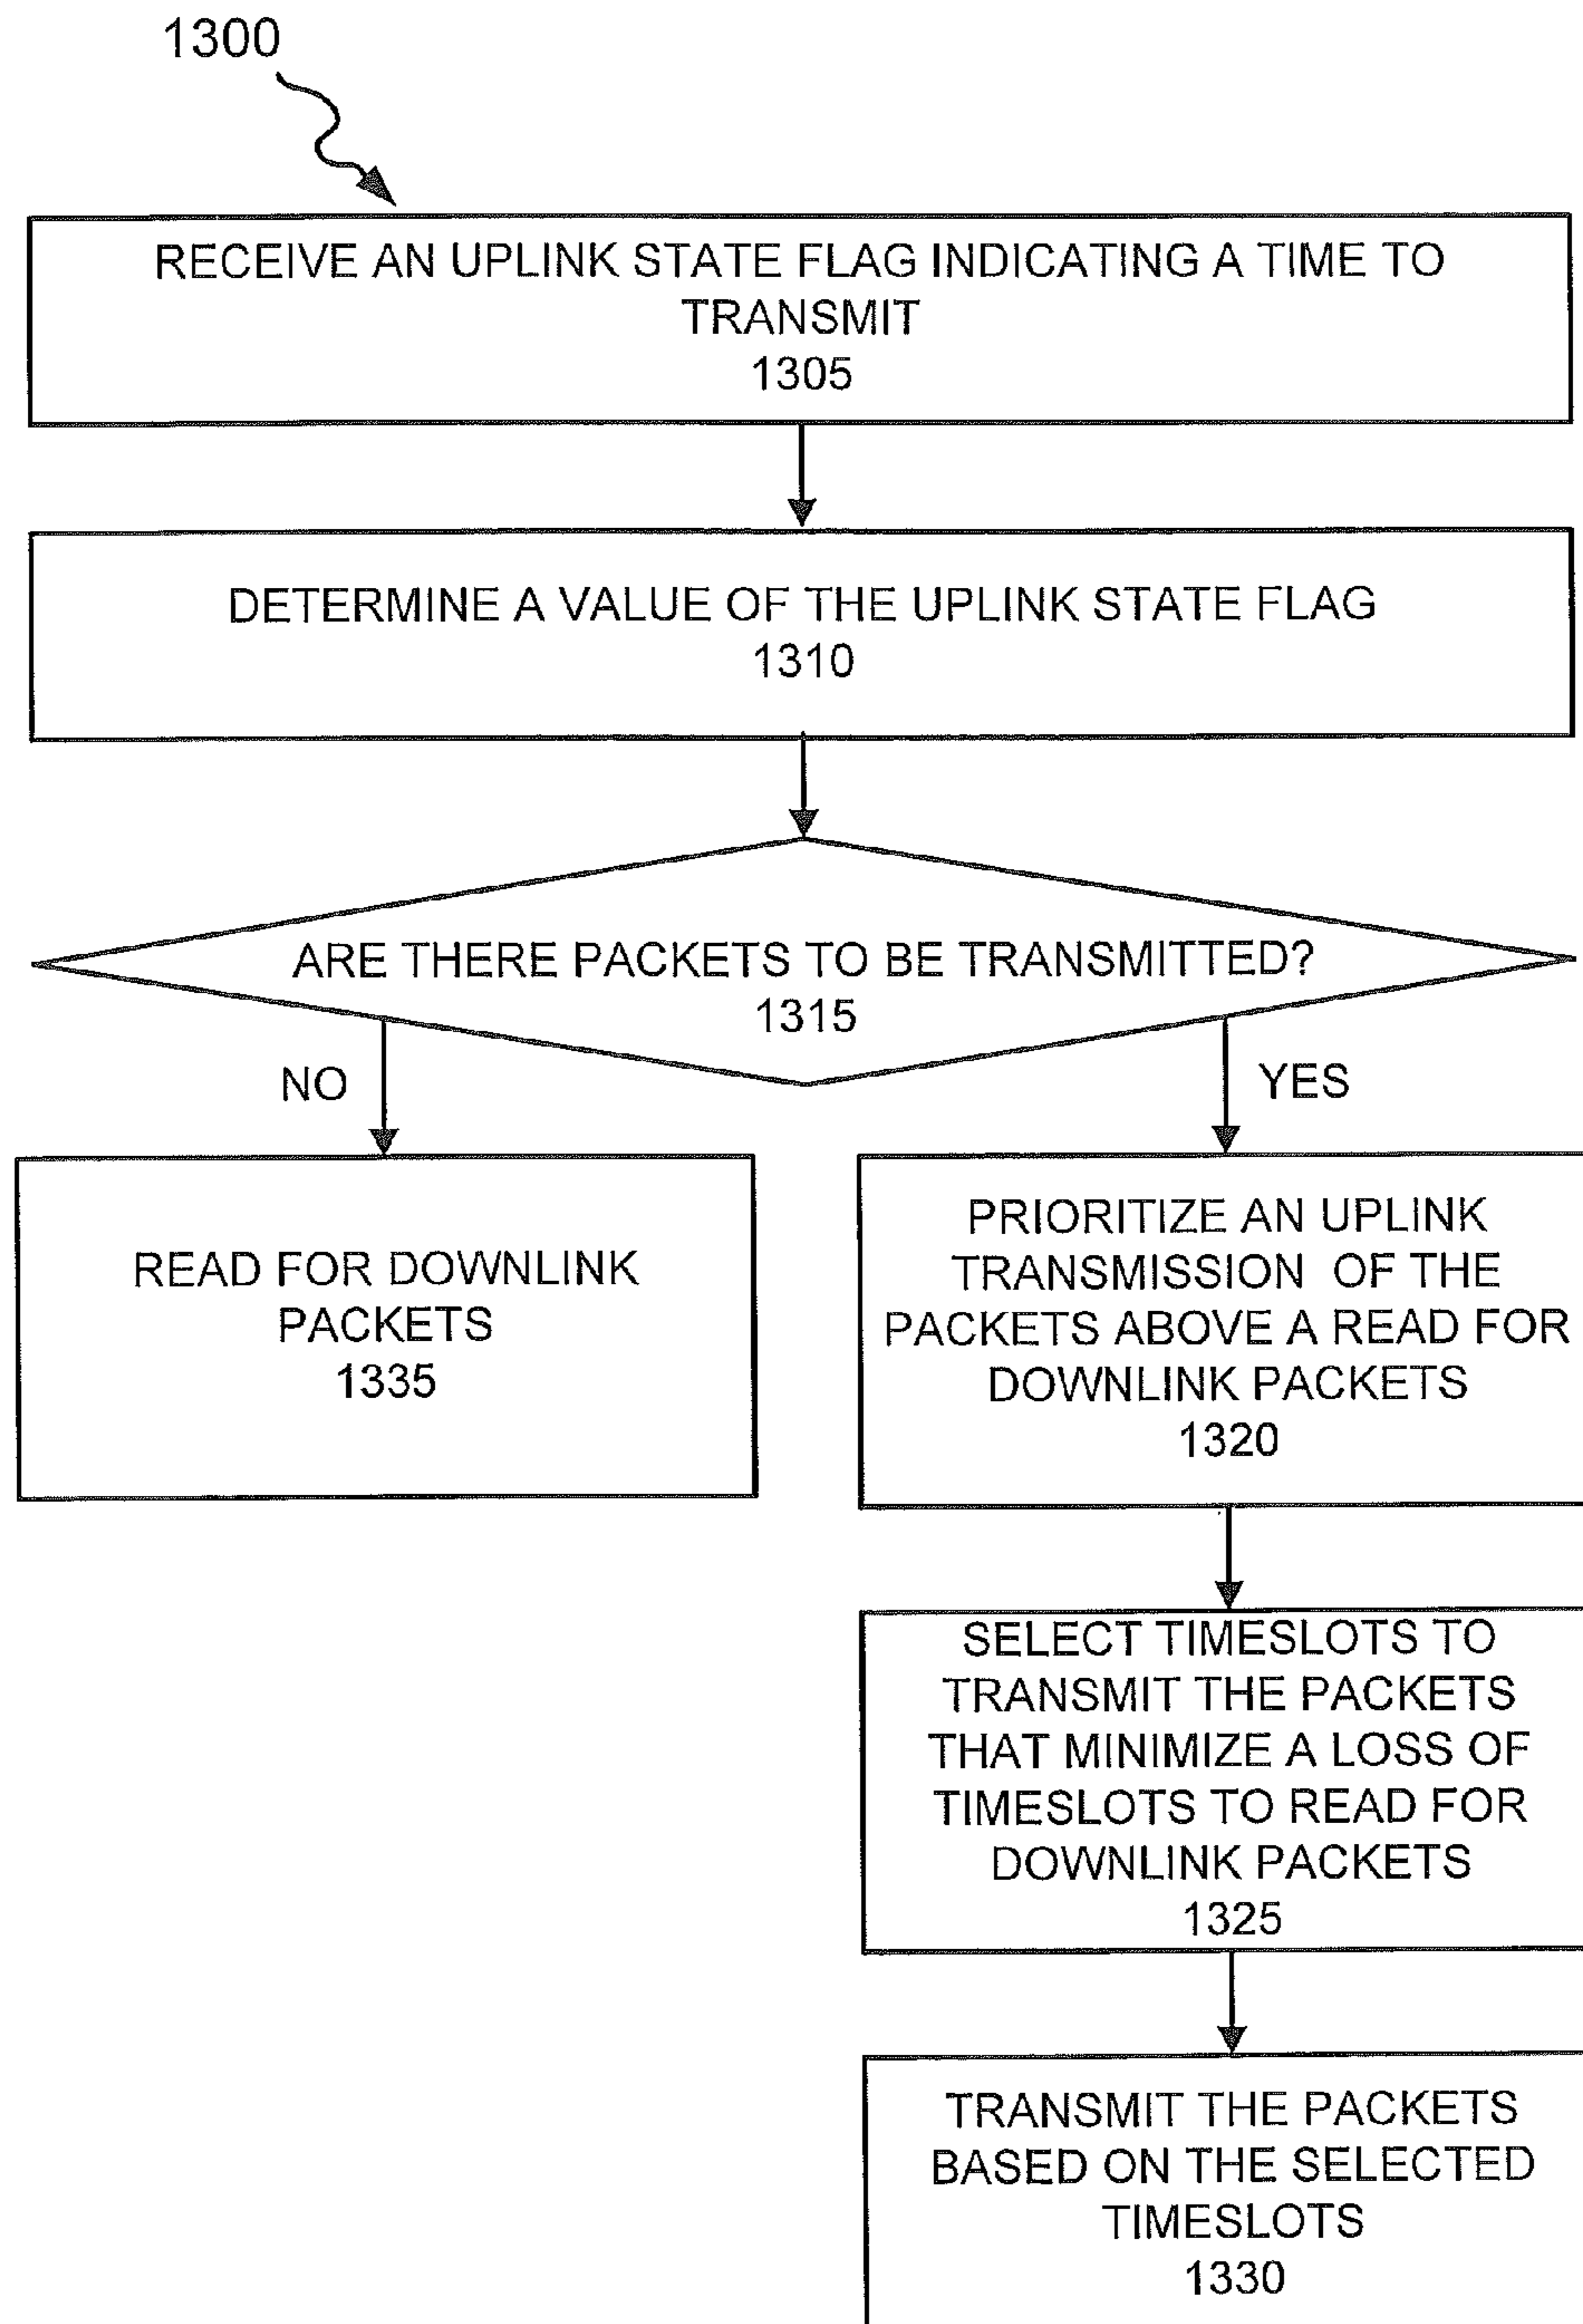 1300
RECEIVE AN UPLINK STATE FLAG INDICATING A TIME TO
TRANSMIT
1305
DETERMINE A VALUE OF THE UPLINK STATE FLAG
1310
ARE THERE PACKETS TO BE TRANSMITTED?
1315
NO
YES
READ FOR DOWNLINK
PACKETS
1335
PRIORITIZE AN UPLINK
TRANSMISSION OF THE
PACKETS ABOVE A READ FOR
DOWNLINK PACKETS
1320
SELECT TIMESLOTS TO
TRANSMIT THE PACKETS
THAT MINIMIZE A LOSS OF
TIMESLOTS TO READ FOR
DOWNLINK PACKETS
1325
TRANSMIT THE PACKETS
BASED ON THE SELECTED
TIMESLOTS
1330